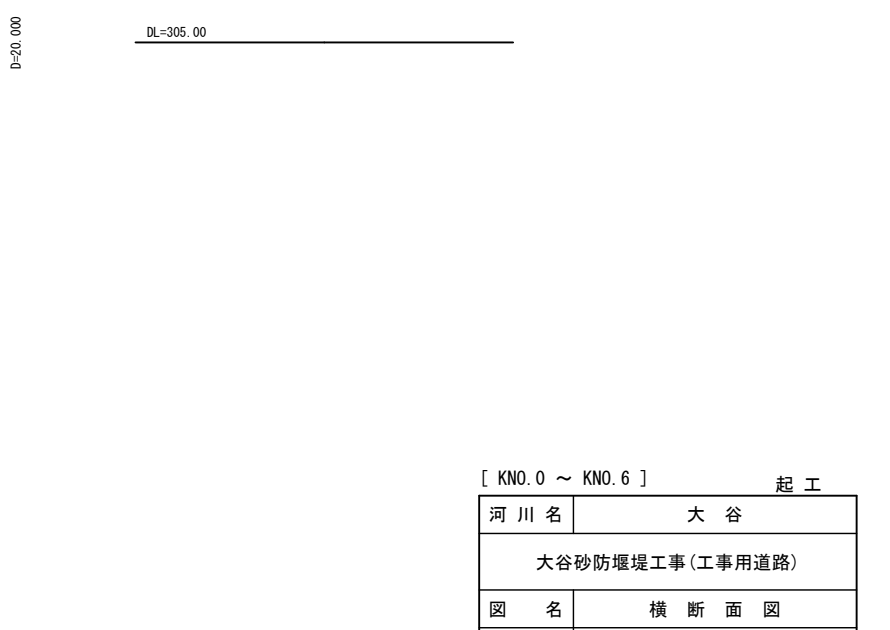 D=20.000
DL=305.00
[ KNO.0 ～ KNO.6 ]
起 工
河 川 名 大 谷
大谷砂防堰堤工事(工事用道路)
図 名 横 断 面 図